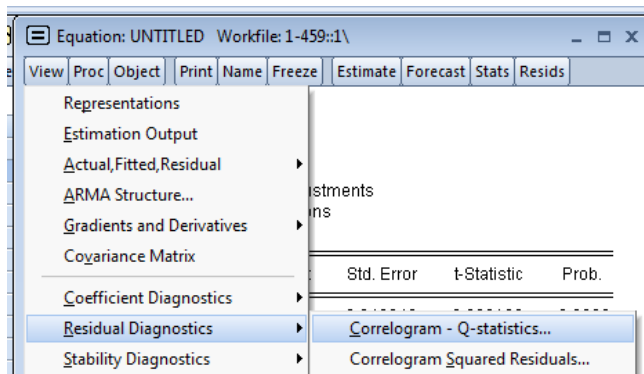 Equation: UNTITLED Workfile: 1-459::1\
View Proc Object Print Name Freeze Estimate Forecast Stats Resids
Representations
Estimation Output
Actual,Fitted,Residual
ARMA Structure...
Gradients and Derivatives
Covariance Matrix
Std. Error t-Statistic Prob.
Coefficient Diagnostics
Residual Diagnostics
Correlogram - Q-statistics...
Stability Diagnostics
Correlogram Squared Residuals...